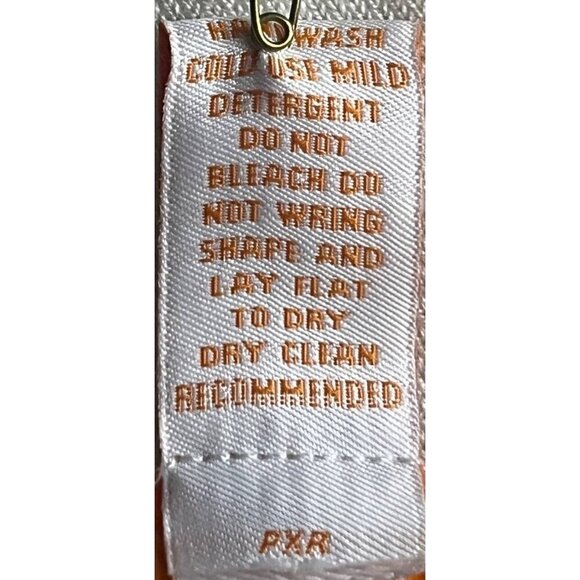 HAND WASH
COLD USE MILD
DETERGENT
DO NOT
BLEACH DO
NOT WRING
SHAPE AND
LAY FLAT
TO DRY
DRY CLEAN
RECOMMENDED
PXR